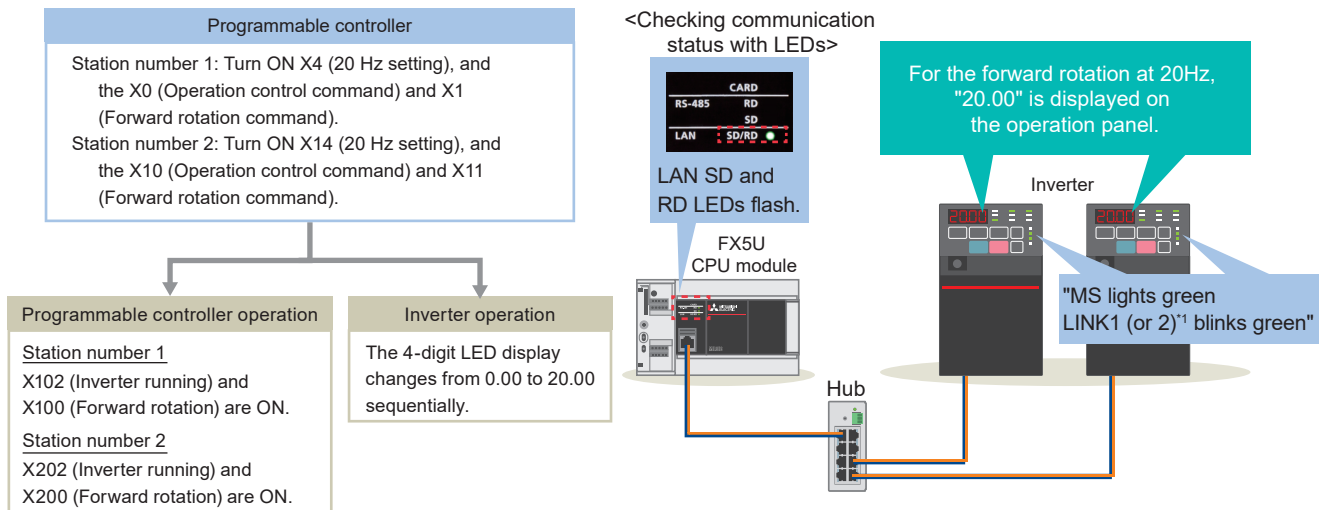 Programmable controller
Station number 1: Turn ON X4 (20 Hz setting), and
the X0 (Operation control command) and X1
(Forward rotation command).
Station number 2: Turn ON X14 (20 Hz setting), and
the X10 (Operation control command) and X11
(Forward rotation command).
Programmable controller operation
Station number 1
X102 (Inverter running) and
X100 (Forward rotation) are ON.
Station number 2
X202 (Inverter running) and
X200 (Forward rotation) are ON.
Inverter operation
The 4-digit LED display
changes from 0.00 to 20.00
sequentially.
<Checking communication
status with LEDs>
CARD
RS-485 RD
SD
LAN SD/RD
LAN SD and
RD LEDs flash.
FX5U
CPU module
Hub
For the forward rotation at 20Hz,
"20.00" is displayed on
the operation panel.
Inverter
20.00
20.00
"MS lights green
LINK1 (or 2)*1 blinks green"